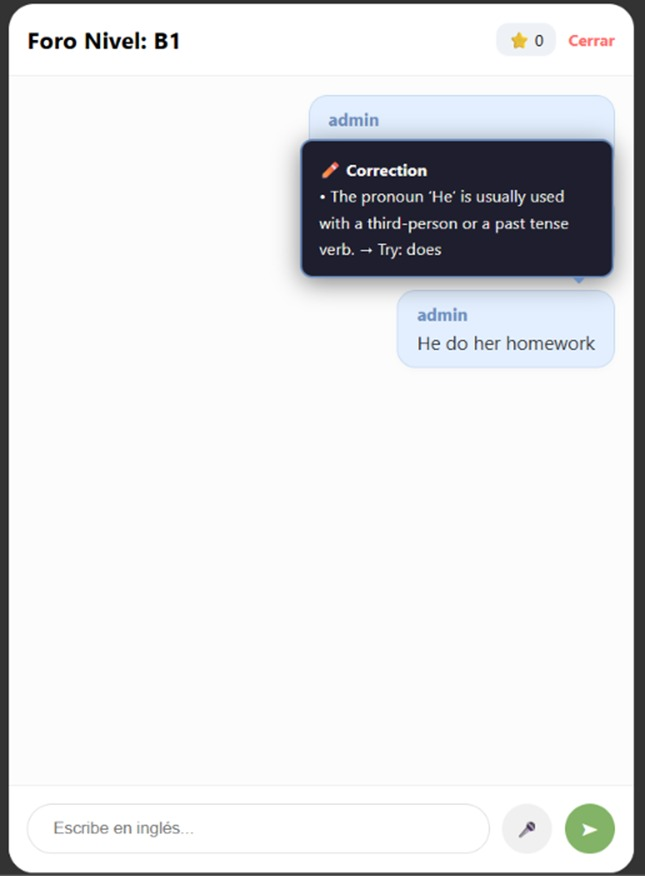 Foro Nivel: B1
0
Cerrar
admin
Correction
• The pronoun ‘He’ is usually used
with a third-person or a past tense
verb. → Try: does
admin
He do her homework
Escribe en inglés...